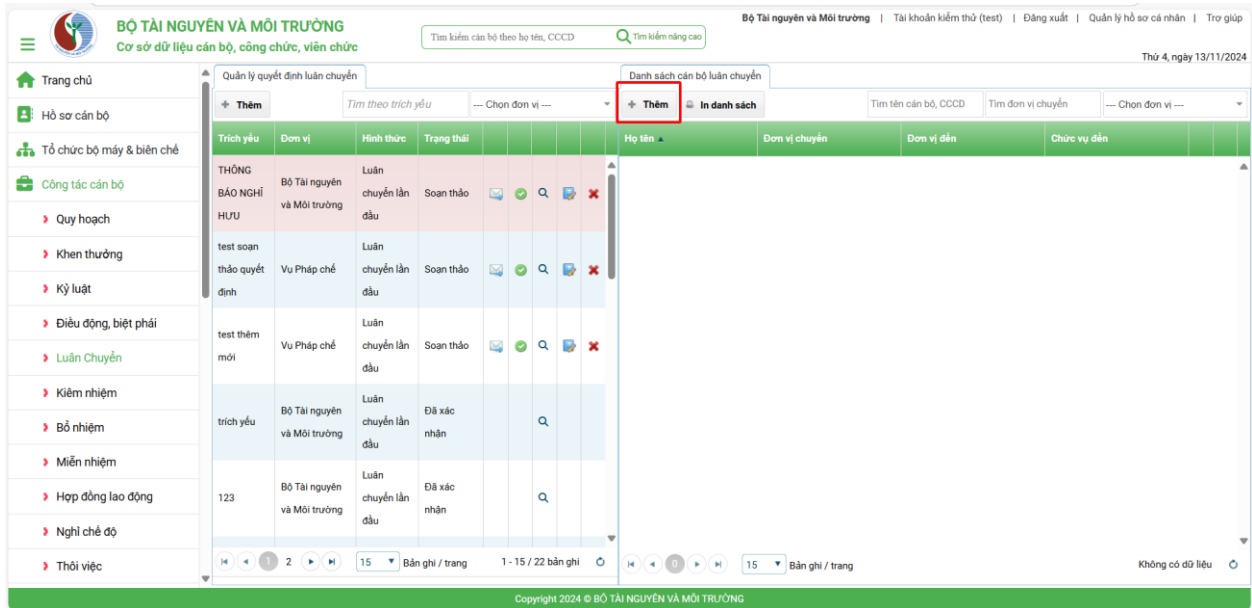 BỘ TÀI NGUYÊN VÀ MÔI TRƯỜNG
Cơ sở dữ liệu cán bộ, công chức, viên chức
Tìm kiếm cán bộ theo họ tên, CCCD
Tìm kiếm nâng cao
Bộ Tài nguyên và Môi trường | Tài khoản kiểm thử (test) | Đăng xuất | Quản lý hồ sơ cá nhân | Trợ giúp
Thứ 4, ngày 13/11/2024
Trang chủ
Hồ sơ cán bộ
Tổ chức bộ máy & biên chế
Công tác cán bộ
Quy hoạch
Khen thưởng
Kỷ luật
Điều động, biệt phái
Luân Chuyển
Kiêm nhiệm
Bổ nhiệm
Miễn nhiệm
Hợp đồng lao động
Nghỉ chế độ
Thôi việc
Quản lý quyết định luân chuyển
Thêm Tìm theo trích yếu --- Chọn đơn vị ---
Trích yếu Đơn vị Hình thức Trạng thái
THÔNG
BÁO NGHỈ
HƯU
Bộ Tài nguyên
và Môi trường
Luân
chuyển lần
đầu
Soạn thảo
test soạn
thảo quyết
định
Vụ Pháp chế
Luân
chuyển lần
đầu
Soạn thảo
test thêm
mới
Vụ Pháp chế
Luân
chuyển lần
đầu
Soạn thảo
trích yếu
Bộ Tài nguyên
và Môi trường
Luân
chuyển lần
đầu
Đã xác
nhận
123
Bộ Tài nguyên
và Môi trường
Luân
chuyển lần
đầu
Đã xác
nhận
1 2 15 Bản ghi / trang 1 - 15 / 22 bản ghi
Danh sách cán bộ luân chuyển
Thêm In danh sách Tìm tên cán bộ, CCCD Tìm đơn vị chuyển --- Chọn đơn vị ---
Họ tên Đơn vị chuyển Đơn vị đến Chức vụ đến
0 15 Bản ghi / trang Không có dữ liệu
Copyright 2024 © BỘ TÀI NGUYÊN VÀ MÔI TRƯỜNG